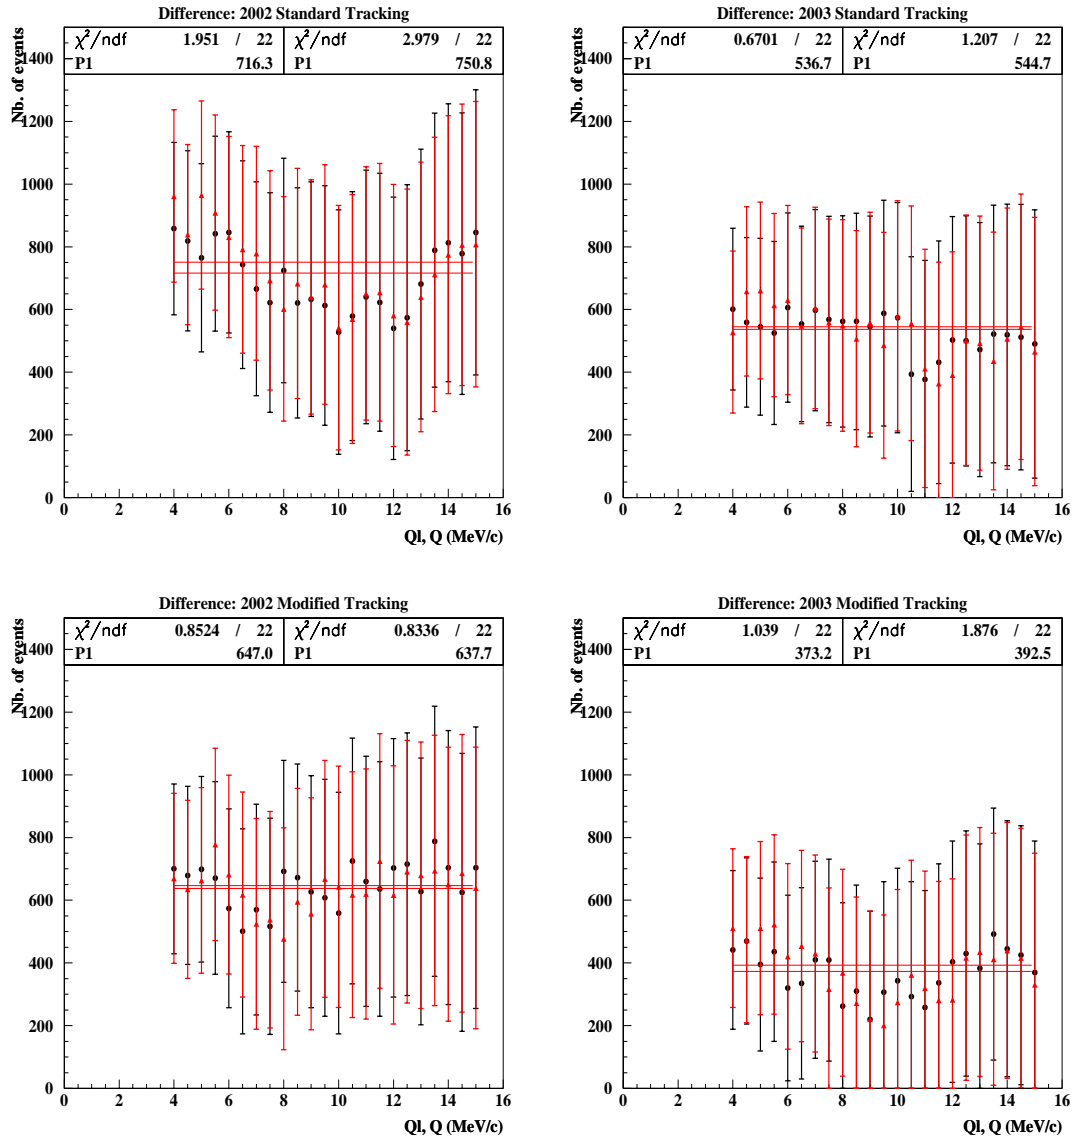 Difference: 2002 Standard Tracking
χ²/ndf 1.951 / 22 2.979 / 22
P1 716.3 P1 750.8
Nb. of events
1400
1200
1000
800
600
400
200
0
0 2 4 6 8 10 12 14 16
Ql, Q (MeV/c)
Difference: 2003 Standard Tracking
χ²/ndf 0.6701 / 22 1.207 / 22
P1 536.7 P1 544.7
Nb. of events
1400
1200
1000
800
600
400
200
0
0 2 4 6 8 10 12 14 16
Ql, Q (MeV/c)
Difference: 2002 Modified Tracking
χ²/ndf 0.8524 / 22 0.8336 / 22
P1 647.0 P1 637.7
Nb. of events
1400
1200
1000
800
600
400
200
0
0 2 4 6 8 10 12 14 16
Ql, Q (MeV/c)
Difference: 2003 Modified Tracking
χ²/ndf 1.039 / 22 1.876 / 22
P1 373.2 P1 392.5
Nb. of events
1400
1200
1000
800
600
400
200
0
0 2 4 6 8 10 12 14 16
Ql, Q (MeV/c)